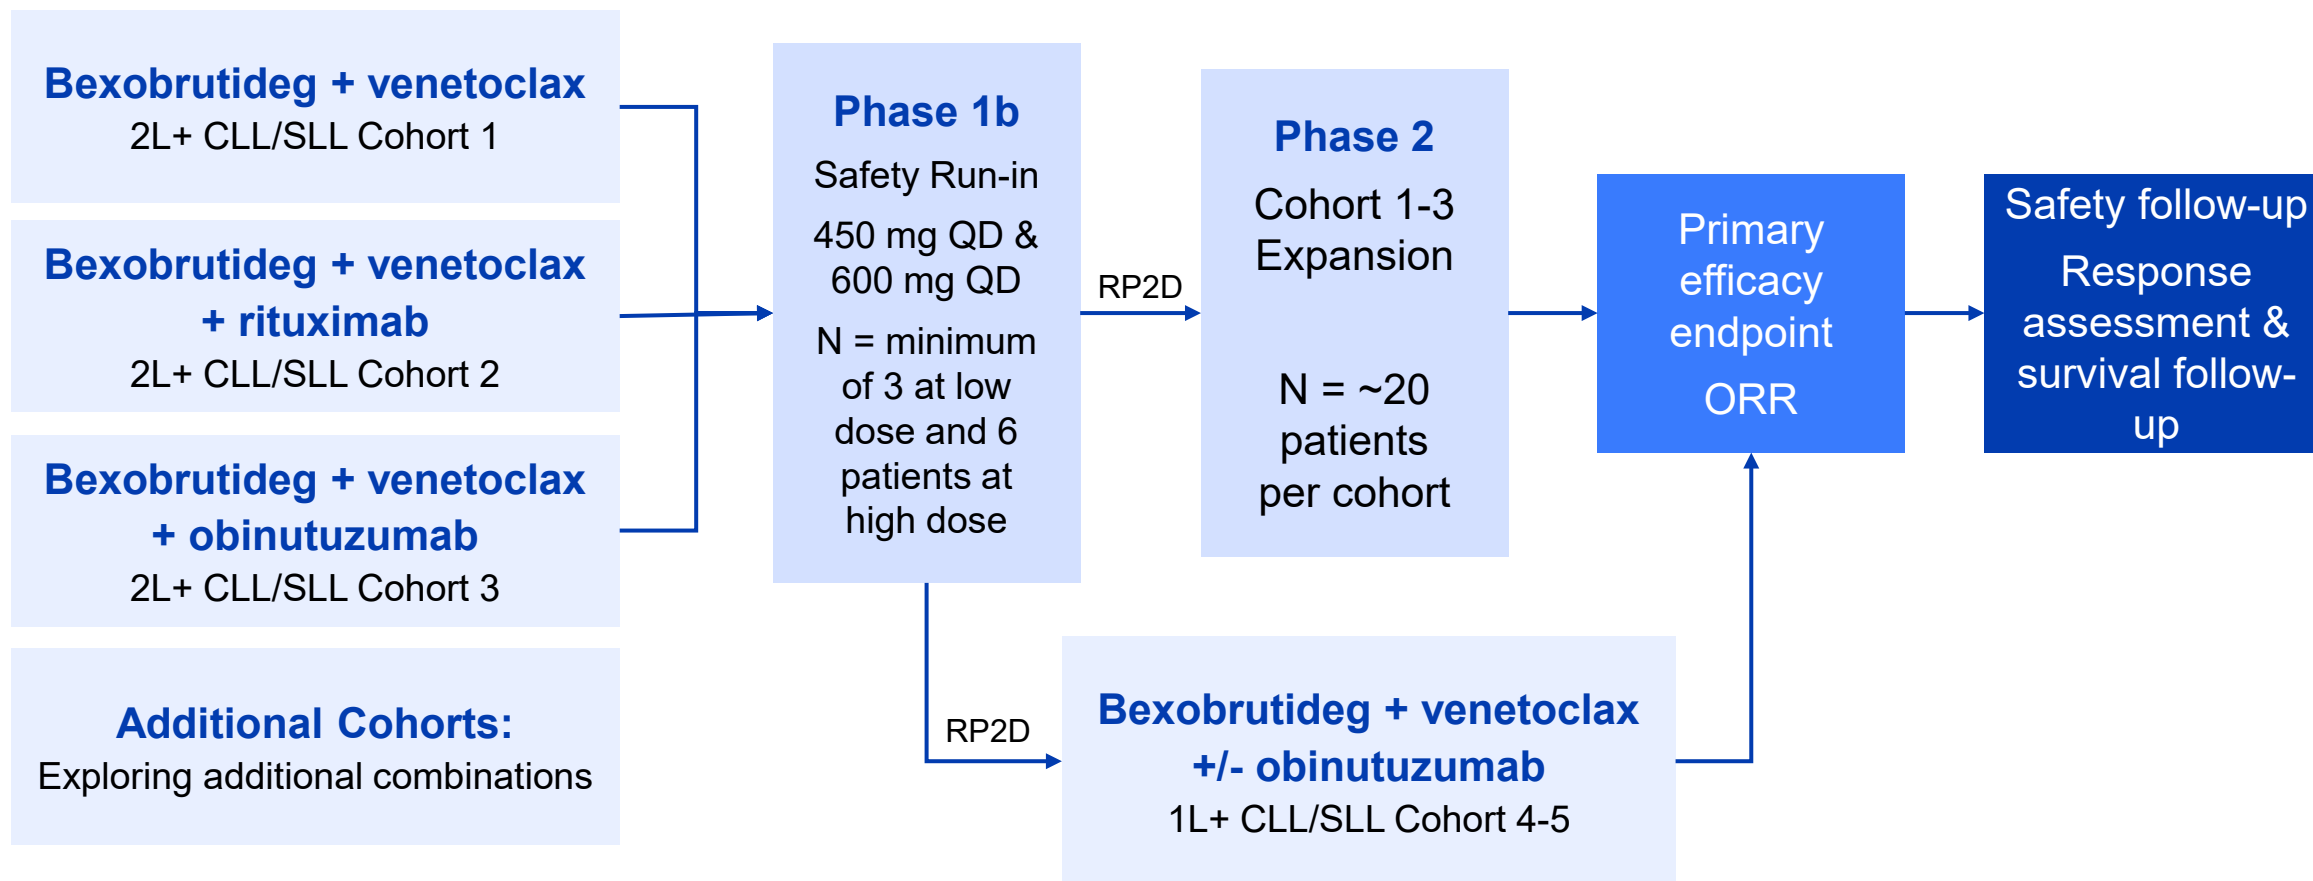 Bexobrutideg + venetoclax
2L+ CLL/SLL Cohort 1
Bexobrutideg + venetoclax
+ rituximab
2L+ CLL/SLL Cohort 2
Bexobrutideg + venetoclax
+ obinutuzumab
2L+ CLL/SLL Cohort 3
Additional Cohorts:
Exploring additional combinations
Phase 1b
Safety Run-in
450 mg QD &
600 mg QD
N = minimum
of 3 at low
dose and 6
patients at
high dose
RP2D
Phase 2
Cohort 1-3
Expansion
N = ~20
patients
per cohort
RP2D
Bexobrutideg + venetoclax
+/- obinutuzumab
1L+ CLL/SLL Cohort 4-5
Primary
efficacy
endpoint
ORR
Safety follow-up
Response
assessment &
survival follow-
up